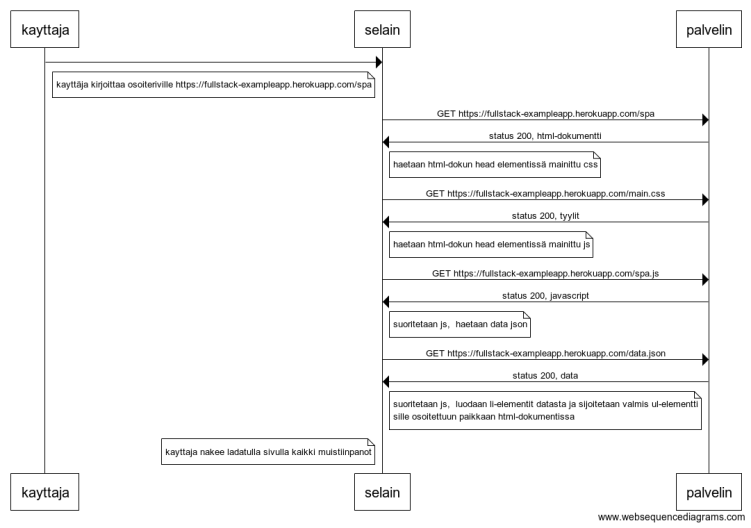 kayttaja
selain
palvelin
kayttäja kirjoittaa osoiteriville https://fullstack-exampleapp.herokuapp.com/spa
GET https://fullstack-exampleapp.herokuapp.com/spa
status 200, html-dokumentti
haetaan html-dokun head elementissä mainittu css
GET https://fullstack-exampleapp.herokuapp.com/main.css
status 200, tyylit
haetaan html-dokun head elementissä mainittu js
GET https://fullstack-exampleapp.herokuapp.com/spa.js
status 200, javascript
suoritetaan js, haetaan data json
GET https://fullstack-exampleapp.herokuapp.com/data.json
status 200, data
suoritetaan js, luodaan li-elementit datasta ja sijoitetaan valmis ul-elementti
sille osoitettuun paikkaan html-dokumentissa
kayttaja nakee ladatulla sivulla kaikki muistiinpanot
kayttaja
selain
palvelin
www.websequencediagrams.com